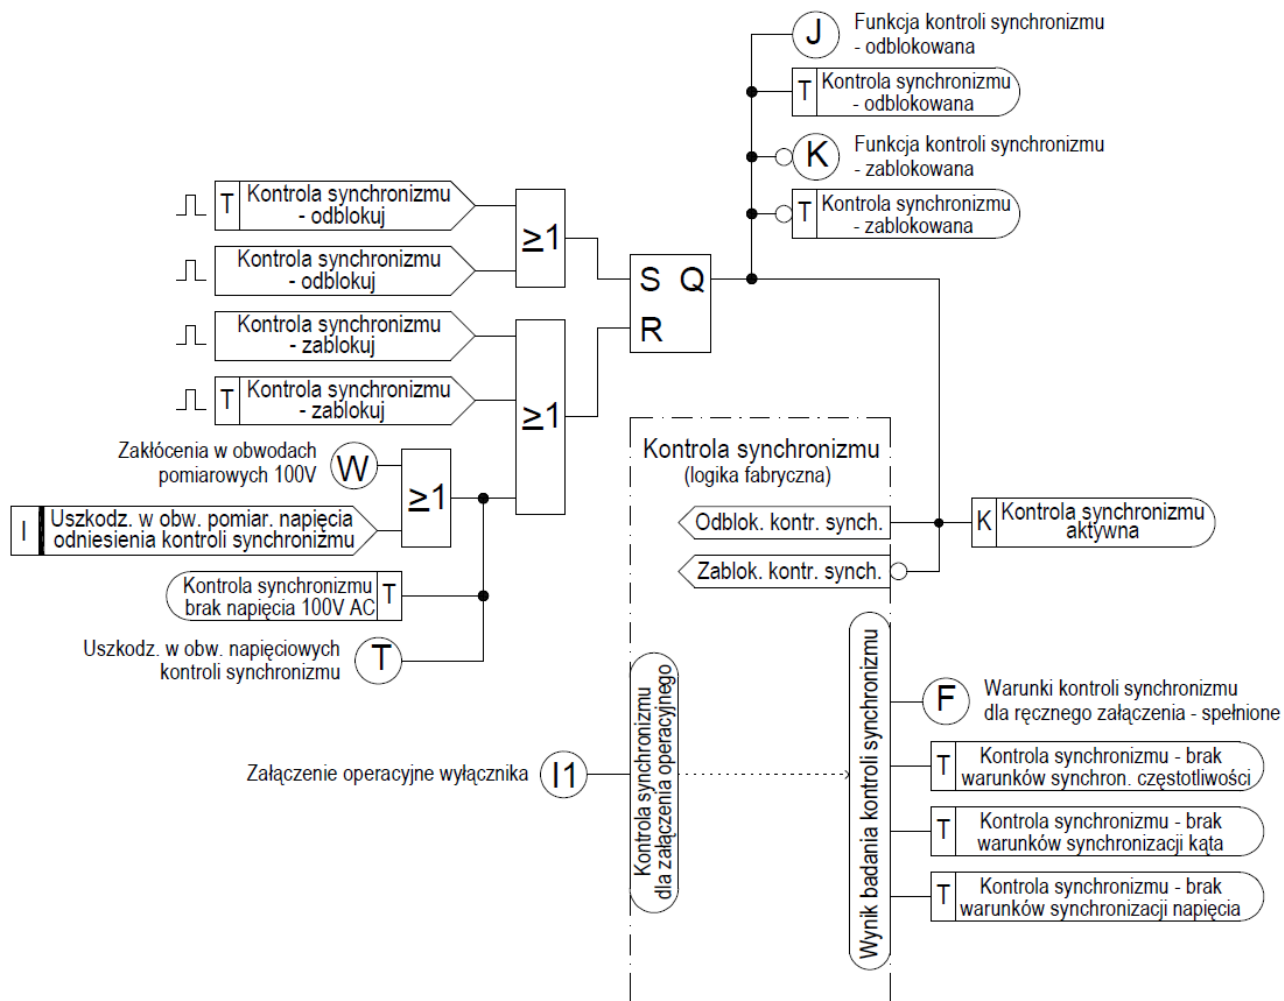 J
Funkcja kontroli synchronizmu
- odblokowana
T
Kontrola synchronizmu
- odblokowana
K
Funkcja kontroli synchronizmu
- zablokowana
T
Kontrola synchronizmu
- zablokowana
T
Kontrola synchronizmu
- odblokuj
Kontrola synchronizmu
- odblokuj
≥1
Kontrola synchronizmu
- zablokuj
T
Kontrola synchronizmu
- zablokuj
≥1
S Q
R
Zakłócenia w obwodach
pomiarowych 100V
W
I
Uszkodz. w obw. pomiar. napięcia
odniesienia kontroli synchronizmu
≥1
Kontrola synchronizmu
brak napięcia 100V AC
T
Uszkodz. w obw. napięciowych
kontroli synchronizmu
T
Kontrola synchronizmu
(logika fabryczna)
Odblok. kontr. synch.
Zablok. kontr. synch.
K
Kontrola synchronizmu
aktywna
Załączenie operacyjne wyłącznika
I1
Kontrola synchronizmu
dla załączenia operacyjnego
Wynik badania kontroli synchronizmu
F
Warunki kontroli synchronizmu
dla ręcznego załączenia - spełnione
T
Kontrola synchronizmu - brak
warunków synchron. częstotliwości
T
Kontrola synchronizmu - brak
warunków synchronizacji kąta
T
Kontrola synchronizmu - brak
warunków synchronizacji napięcia